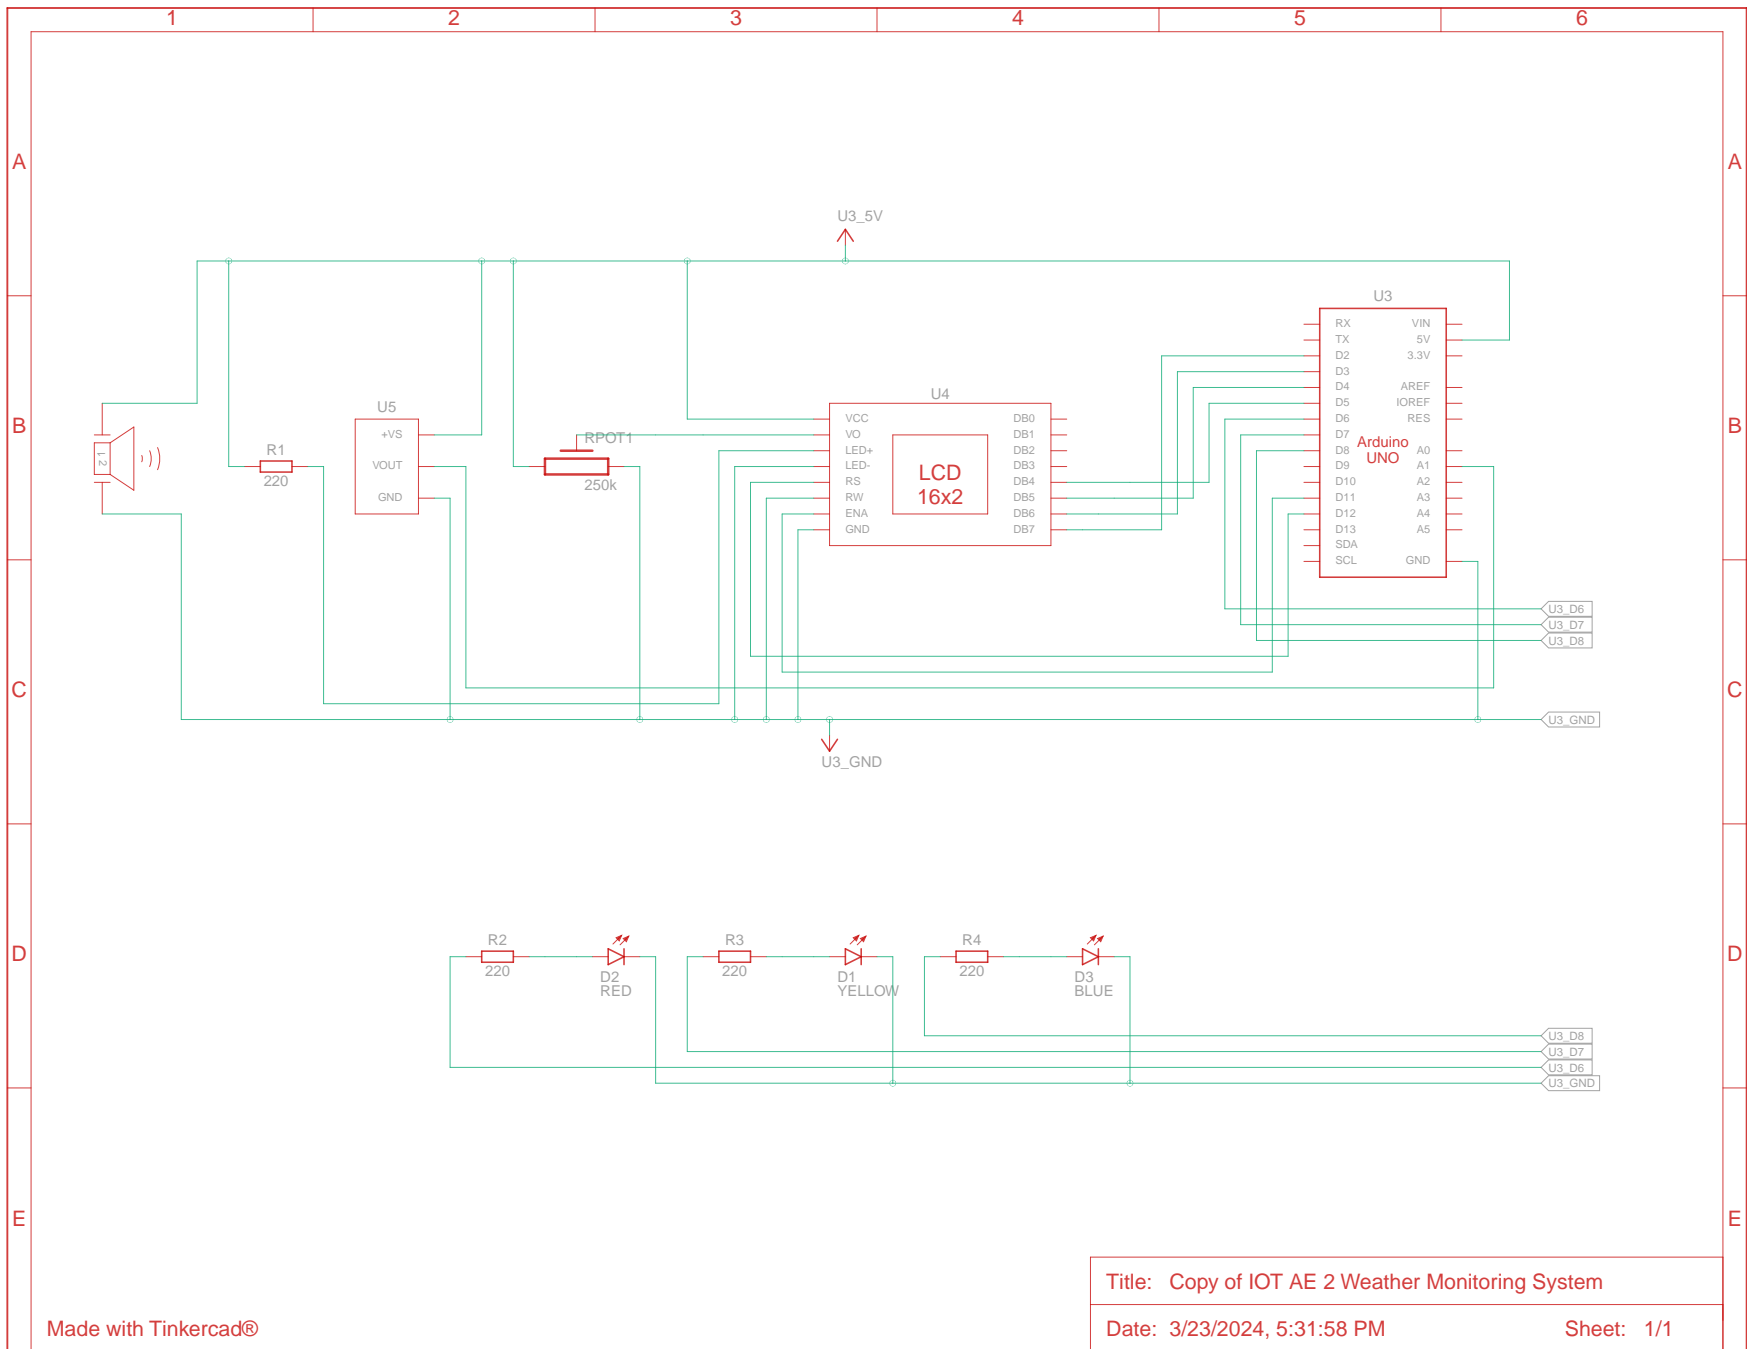 1 2 3 4 5 6
A A
U3_5V
B B
U3
RX VIN
TX 5V
D2 3.3V
D3
D4 AREF
D5 IOREF
D6 RES
D7
D8 A0
D9 A1
D10 A2
D11 A3
D12 A4
D13 A5
SDA
SCL GND
Arduino
UNO
U4
VCC DB0
VO DB1
LED+ DB2
LED- DB3
RS DB4
RW DB5
ENA DB6
GND DB7
LCD
16x2
U5
+VS
VOUT
GND
RPOT1
250k
R1
220
1 2
U3_D6
U3_D7
U3_D8
C C
U3_GND
U3_GND
D D
R2
220
D2
RED
R3
220
D1
YELLOW
R4
220
D3
BLUE
U3_D8
U3_D7
U3_D6
U3_GND
E E
Title: Copy of IOT AE 2 Weather Monitoring System
Made with Tinkercad®
Date: 3/23/2024, 5:31:58 PM Sheet: 1/1